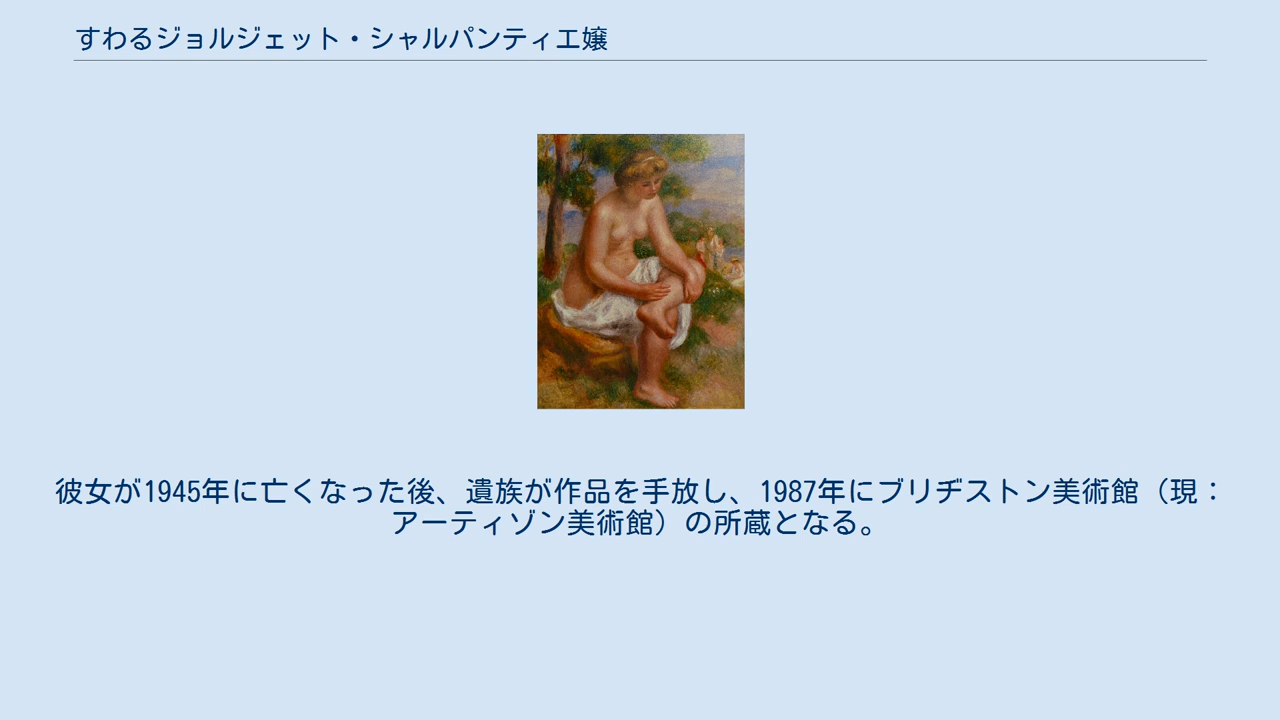 すわるジョルジェット・シャルパンティエ嬢
彼女が1945年に亡くなった後、遺族が作品を手放し、1987年にブリヂストン美術館（現：
アーティゾン美術館）の所蔵となる。